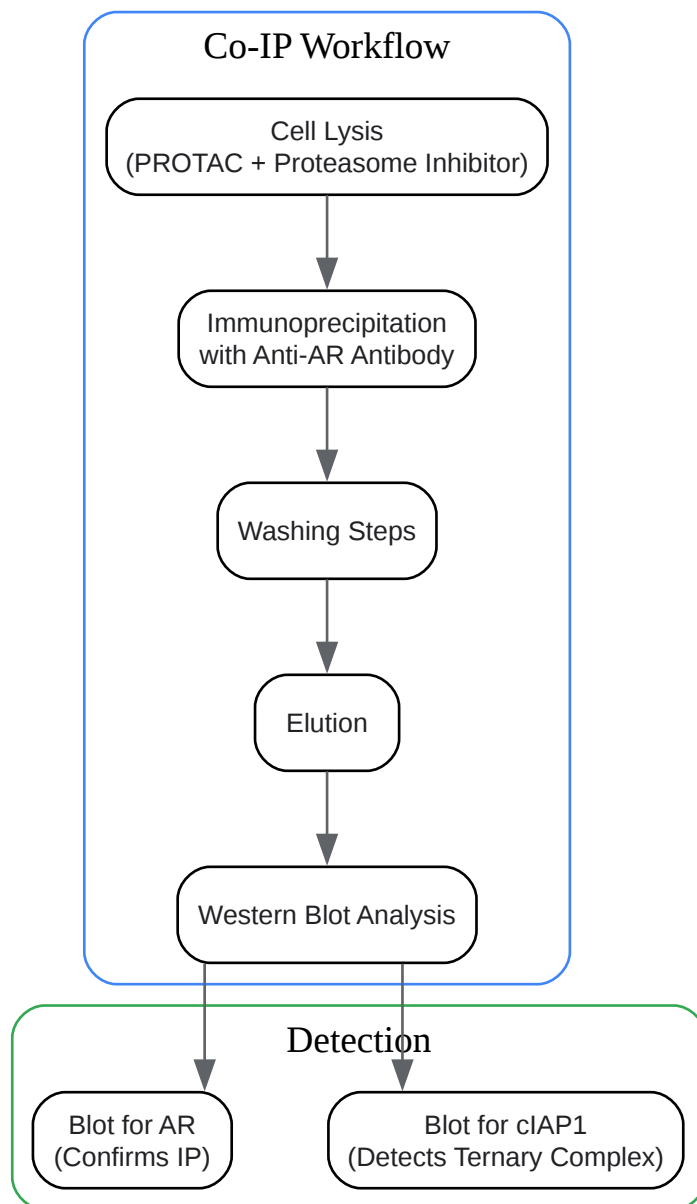 Co-IP Workflow
Cell Lysis
(PROTAC + Proteasome Inhibitor)
Immunoprecipitation
with Anti-AR Antibody
Washing Steps
Elution
Western Blot Analysis
Detection
Blot for AR
(Confirms IP)
Blot for cIAP1
(Detects Ternary Complex)